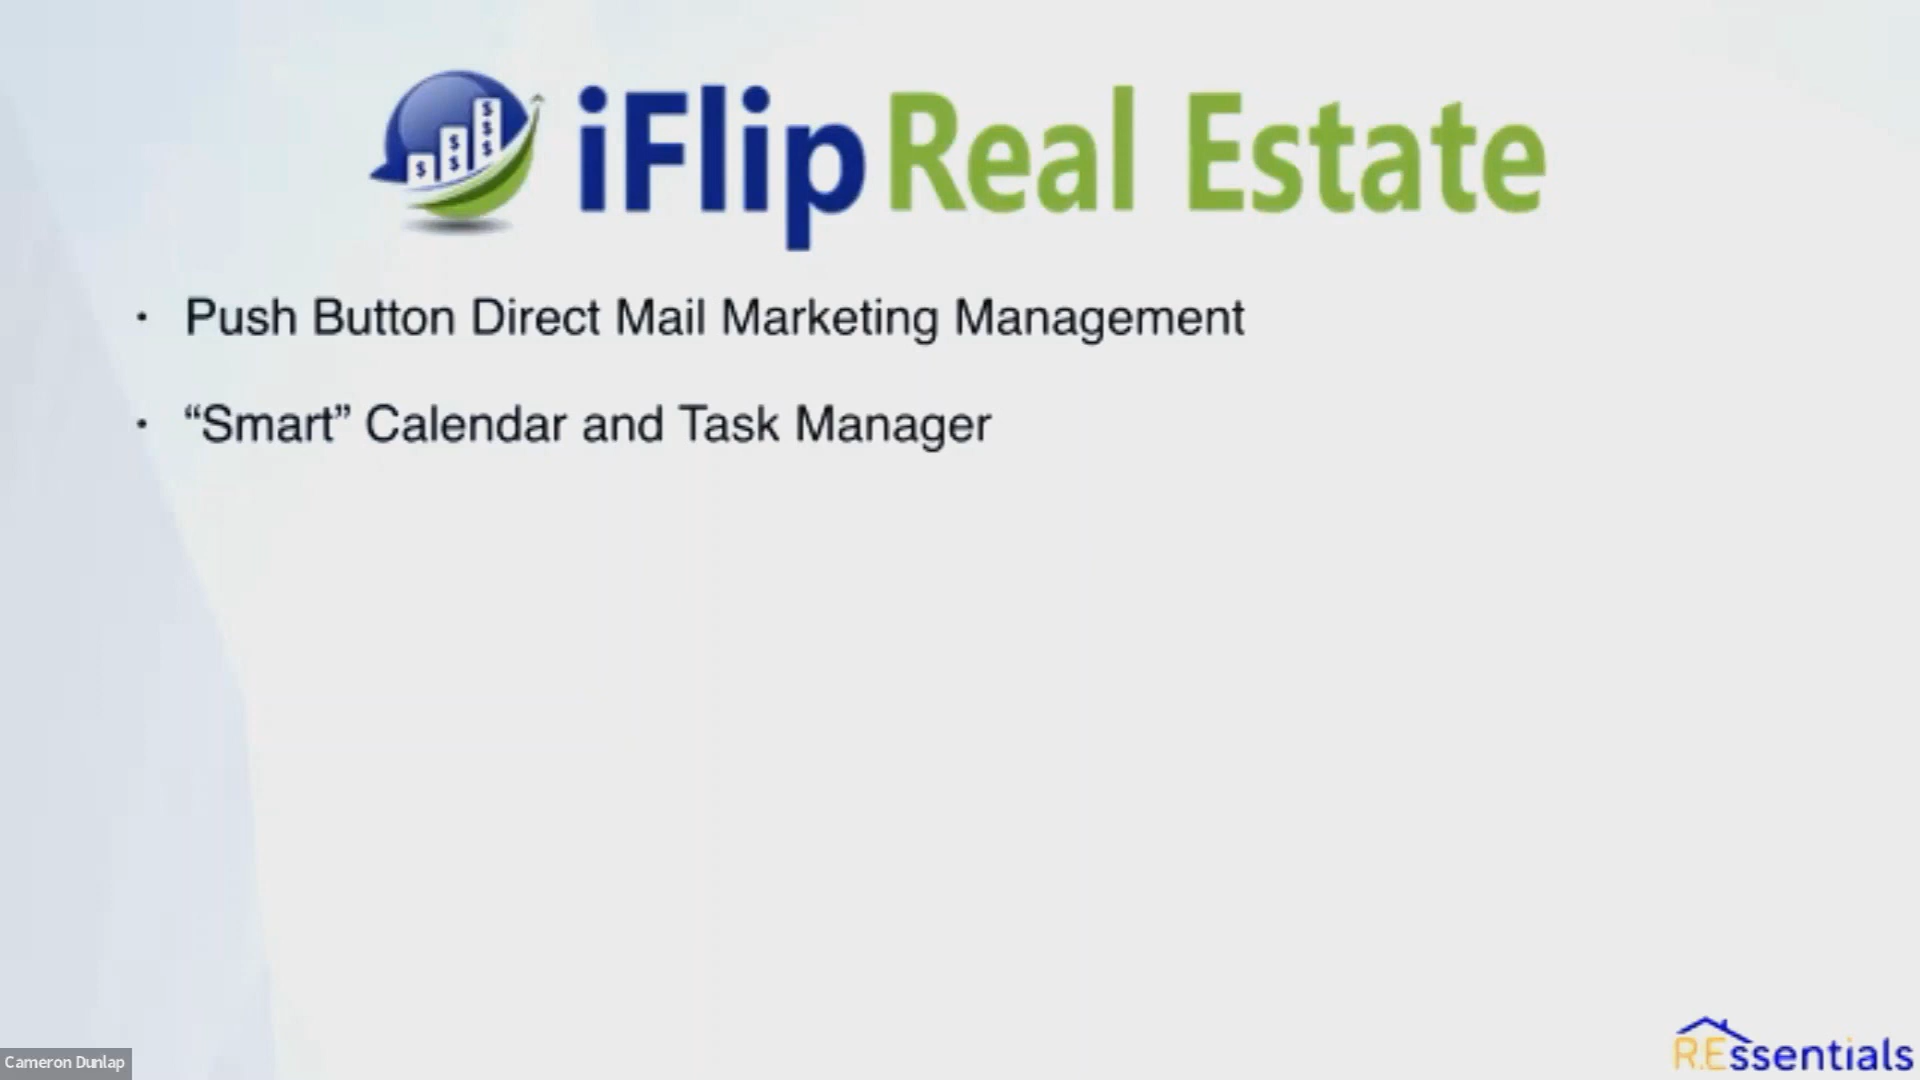 iFlip Real Estate
• Push Button Direct Mail Marketing Management
• “Smart” Calendar and Task Manager
Cameron Dunlap
R.Essentials